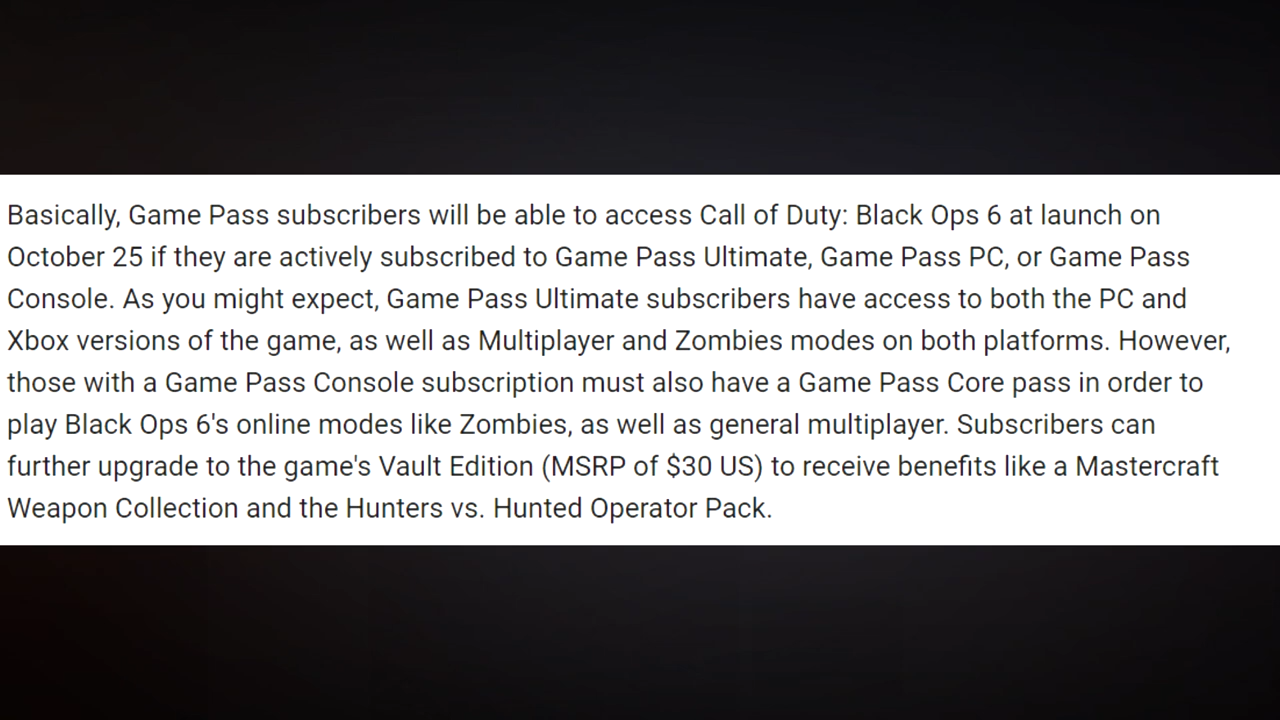 Basically, Game Pass subscribers will be able to access Call of Duty: Black Ops 6 at launch on
October 25 if they are actively subscribed to Game Pass Ultimate, Game Pass PC, or Game Pass
Console. As you might expect, Game Pass Ultimate subscribers have access to both the PC and
Xbox versions of the game, as well as Multiplayer and Zombies modes on both platforms. However,
those with a Game Pass Console subscription must also have a Game Pass Core pass in order to
play Black Ops 6's online modes like Zombies, as well as general multiplayer. Subscribers can
further upgrade to the game's Vault Edition (MSRP of $30 US) to receive benefits like a Mastercraft
Weapon Collection and the Hunters vs. Hunted Operator Pack.